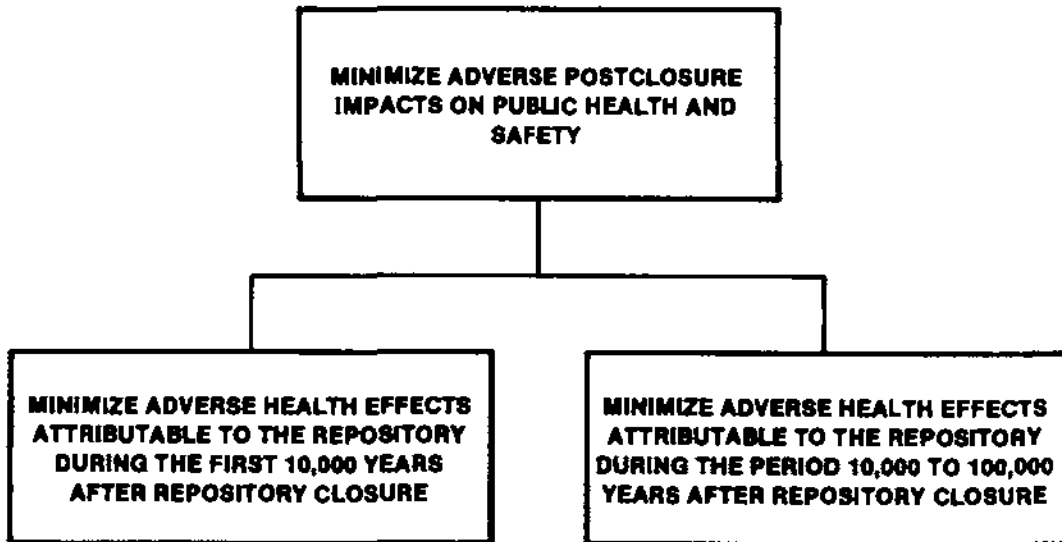 MINIMIZE ADVERSE POSTCLOSURE
IMPACTS ON PUBLIC HEALTH AND
SAFETY
MINIMIZE ADVERSE HEALTH EFFECTS
ATTRIBUTABLE TO THE REPOSITORY
DURING THE FIRST 10,000 YEARS
AFTER REPOSITORY CLOSURE
MINIMIZE ADVERSE HEALTH EFFECTS
ATTRIBUTABLE TO THE REPOSITORY
DURING THE PERIOD 10,000 TO 100,000
YEARS AFTER REPOSITORY CLOSURE